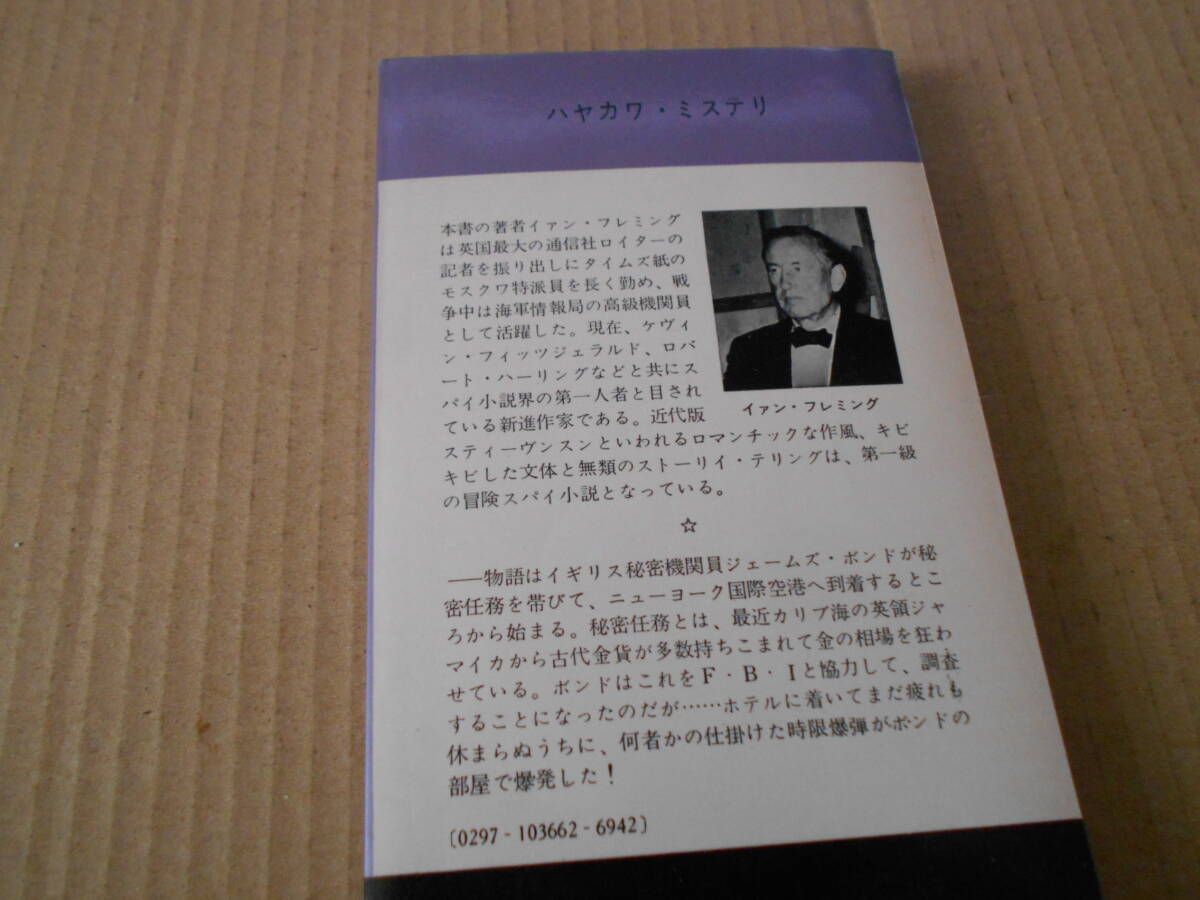 ハヤカワ・ミステリ
本書の著者イァン・フレミング
は英国最大の通信社ロイターの
記者を振り出しにタイムズ紙の
モスクワ特派員を長く勤め、戦
争中は海軍情報局の高級機関員
として活躍した。現在、ケヴィ
ン・フィッツジェラルド、ロバ
ート・ハーリングなどと共にス
パイ小説界の第一人者と目され
ている新進作家である。近代版
スティーヴンスンといわれるロマンチックな作風、キビ
キビした文体と無類のストーリイ・テリングは、第一級
の冒険スパイ小説となっている。
イァン・フレミング
☆
――物語はイギリス秘密機関員ジェームズ・ボンドが秘
密任務を帯びて、ニューヨーク国際空港へ到着するとこ
ろから始まる。秘密任務とは、最近カリブ海の英領ジャ
マイカから古代金貨が多数持ちこまれて金の相場を狂わ
せている。ボンドはこれをF・B・Iと協力して、調査
することになったのだが……ホテルに着いてまだ疲れも
休まらぬうちに、何者かの仕掛けた時限爆弾がボンドの
部屋で爆発した！
〔0297-103662-6942〕